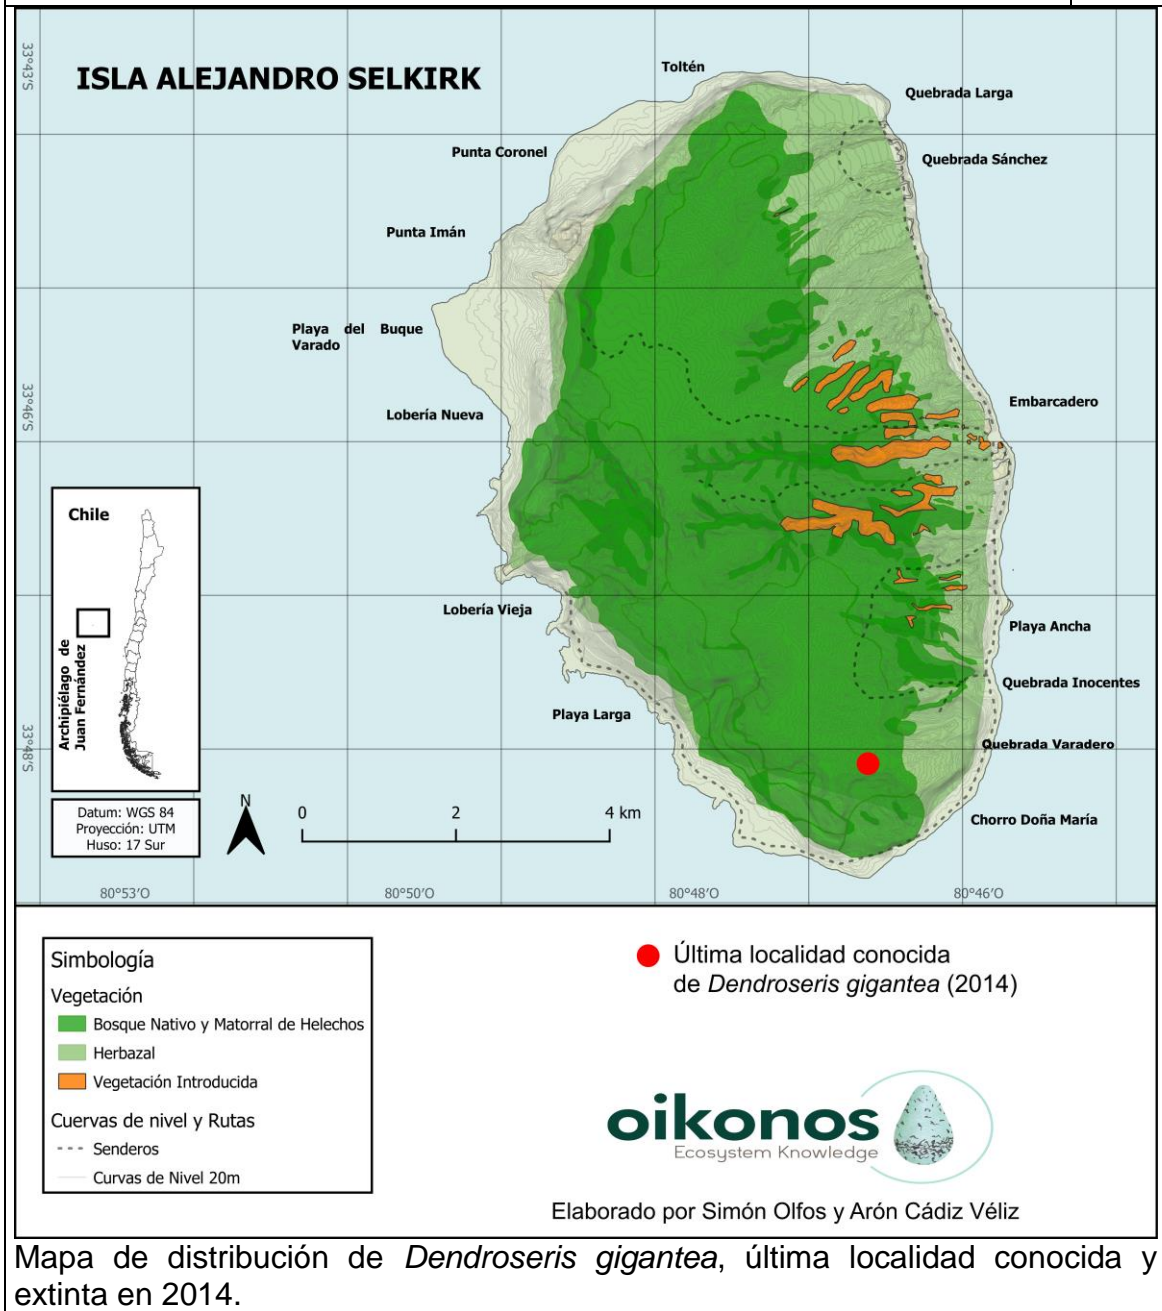 ISLA ALEJANDRO SELKIRK
Toltén
Quebrada Larga
Punta Coronel
Quebrada Sánchez
Punta Imán
Playa del Buque
Varado
Lobería Nueva
Embarcadero
Lobería Vieja
Playa Ancha
Quebrada Inocentes
Playa Larga
Quebrada Varadero
Chorro Doña María
33°43'S
33°46'S
33°48'S
80°53'O
80°50'O
80°48'O
80°46'O
Chile
Archipiélago de
Juan Fernández
Datum: WGS 84
Proyección: UTM
Huso: 17 Sur
N
0 2 4 km
Simbología
Vegetación
Bosque Nativo y Matorral de Helechos
Herbazal
Vegetación Introducida
Cuervas de nivel y Rutas
Senderos
Curvas de Nivel 20m
Última localidad conocida
de Dendroseris gigantea (2014)
oikonos
Ecosystem Knowledge
Elaborado por Simón Olfos y Arón Cádiz Véliz
Mapa de distribución de Dendroseris gigantea, última localidad conocida y
extinta en 2014.